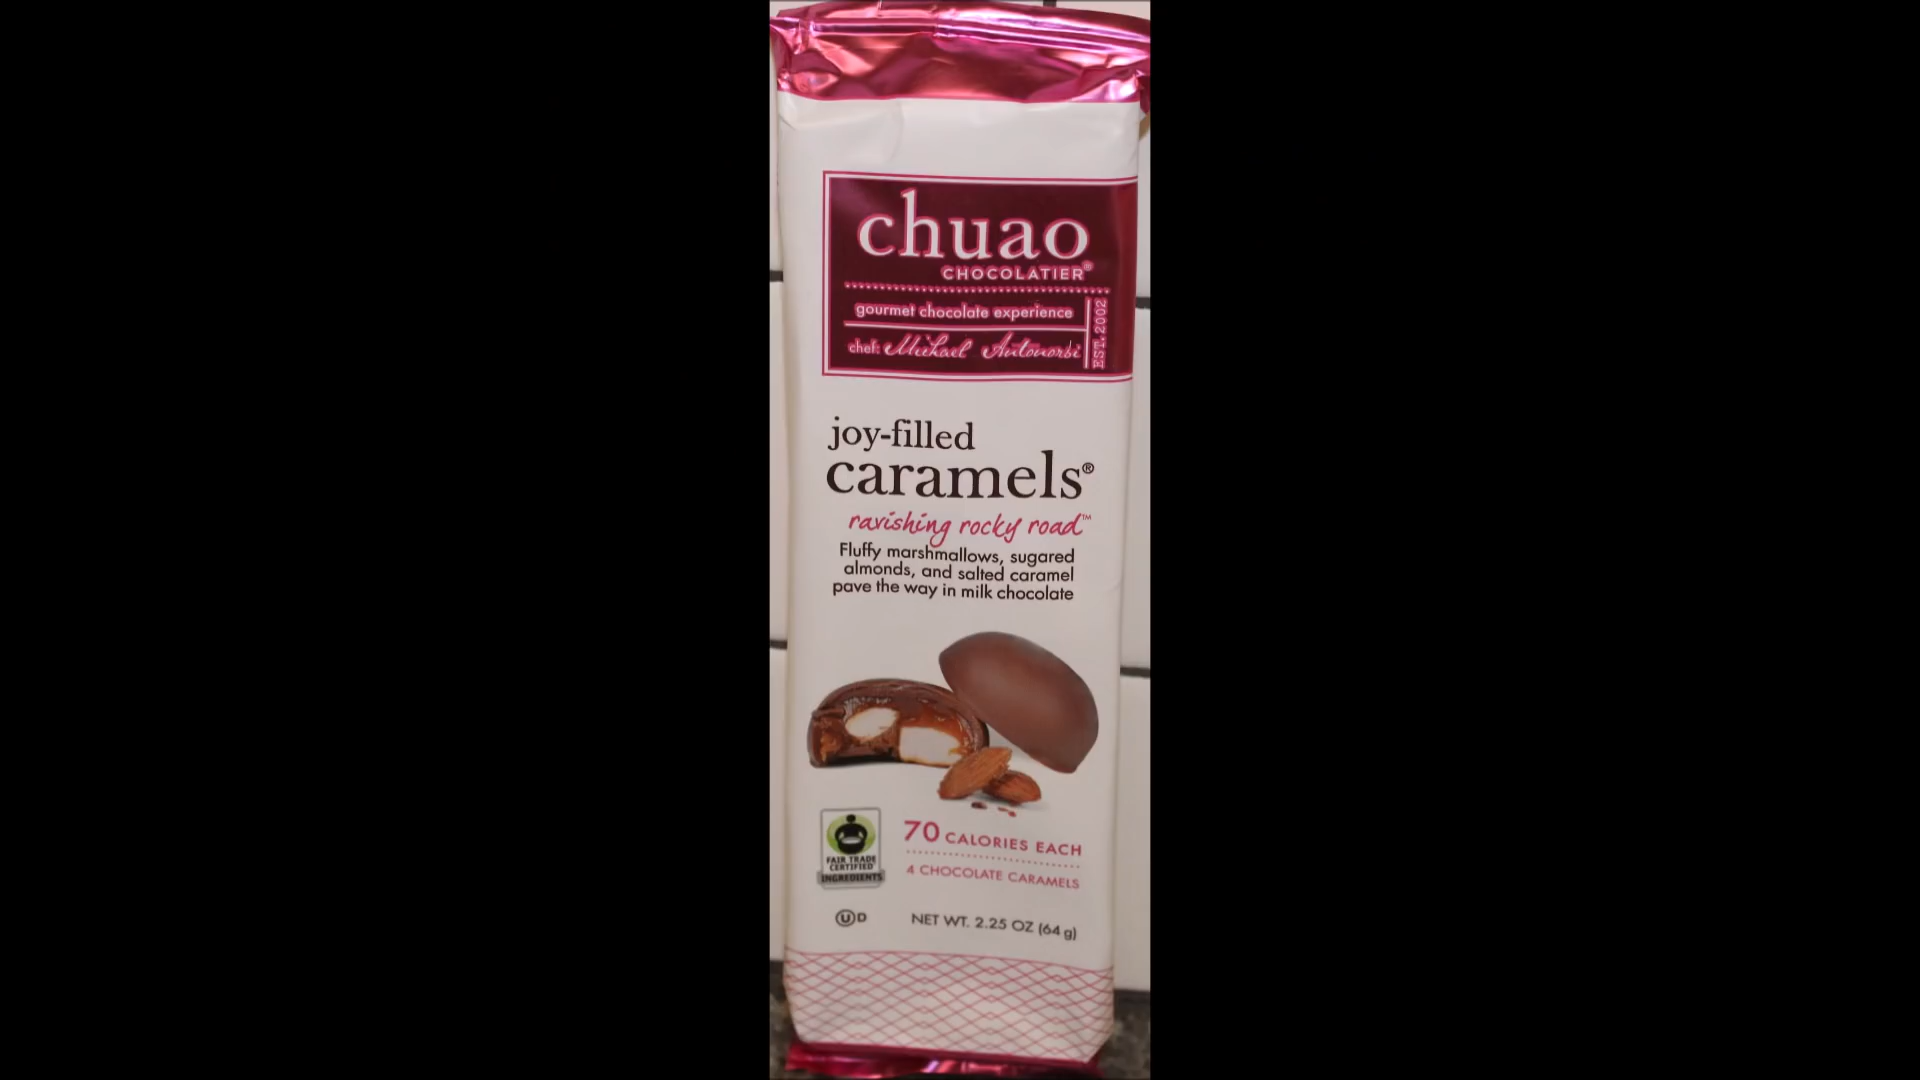 chuao
CHOCOLATIER®
gourmet chocolate experience
chef: Michael Antonorsi
EST. 2002
joy-filled
caramels®
ravishing rocky road™
Fluffy marshmallows, sugared
almonds, and salted caramel
pave the way in milk chocolate
70 CALORIES EACH
4 CHOCOLATE CARAMELS
FAIR TRADE
CERTIFIED
INGREDIENTS
U D
NET WT. 2.25 OZ (64 g)